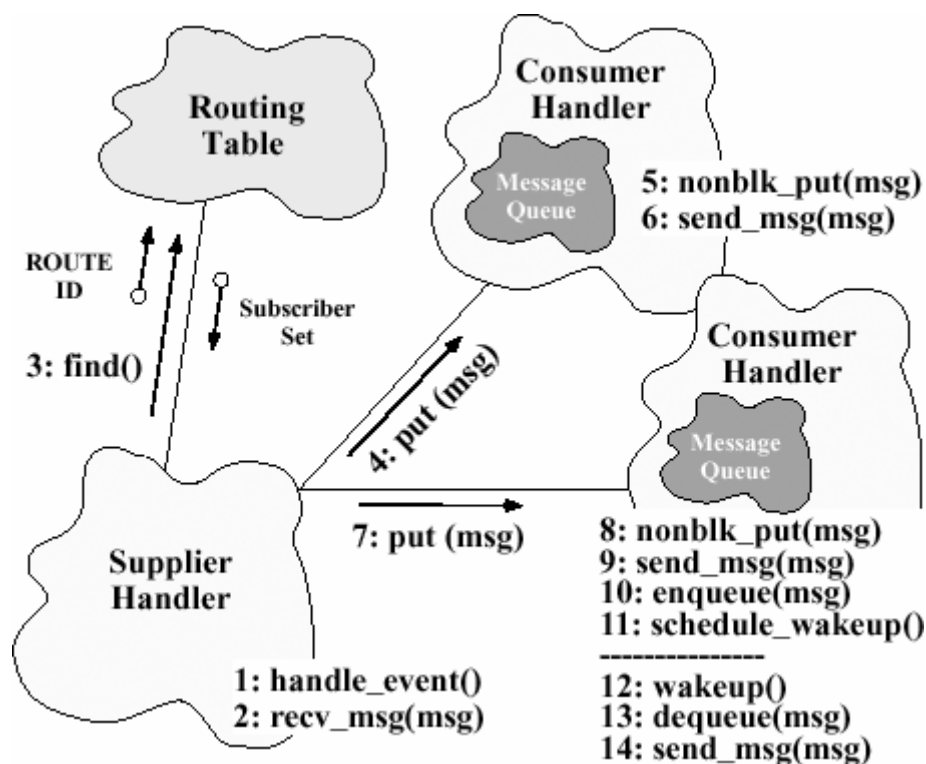 Routing
Table
Consumer
Handler
Message
Queue
5: nonblk_put(msg)
6: send_msg(msg)
ROUTE
ID
Subscriber
Set
3: find()
4: put (msg)
Consumer
Handler
Message
Queue
7: put (msg)
Supplier
Handler
8: nonblk_put(msg)
9: send_msg(msg)
10: enqueue(msg)
11: schedule_wakeup()
---------------
12: wakeup()
13: dequeue(msg)
14: send_msg(msg)
1: handle_event()
2: recv_msg(msg)